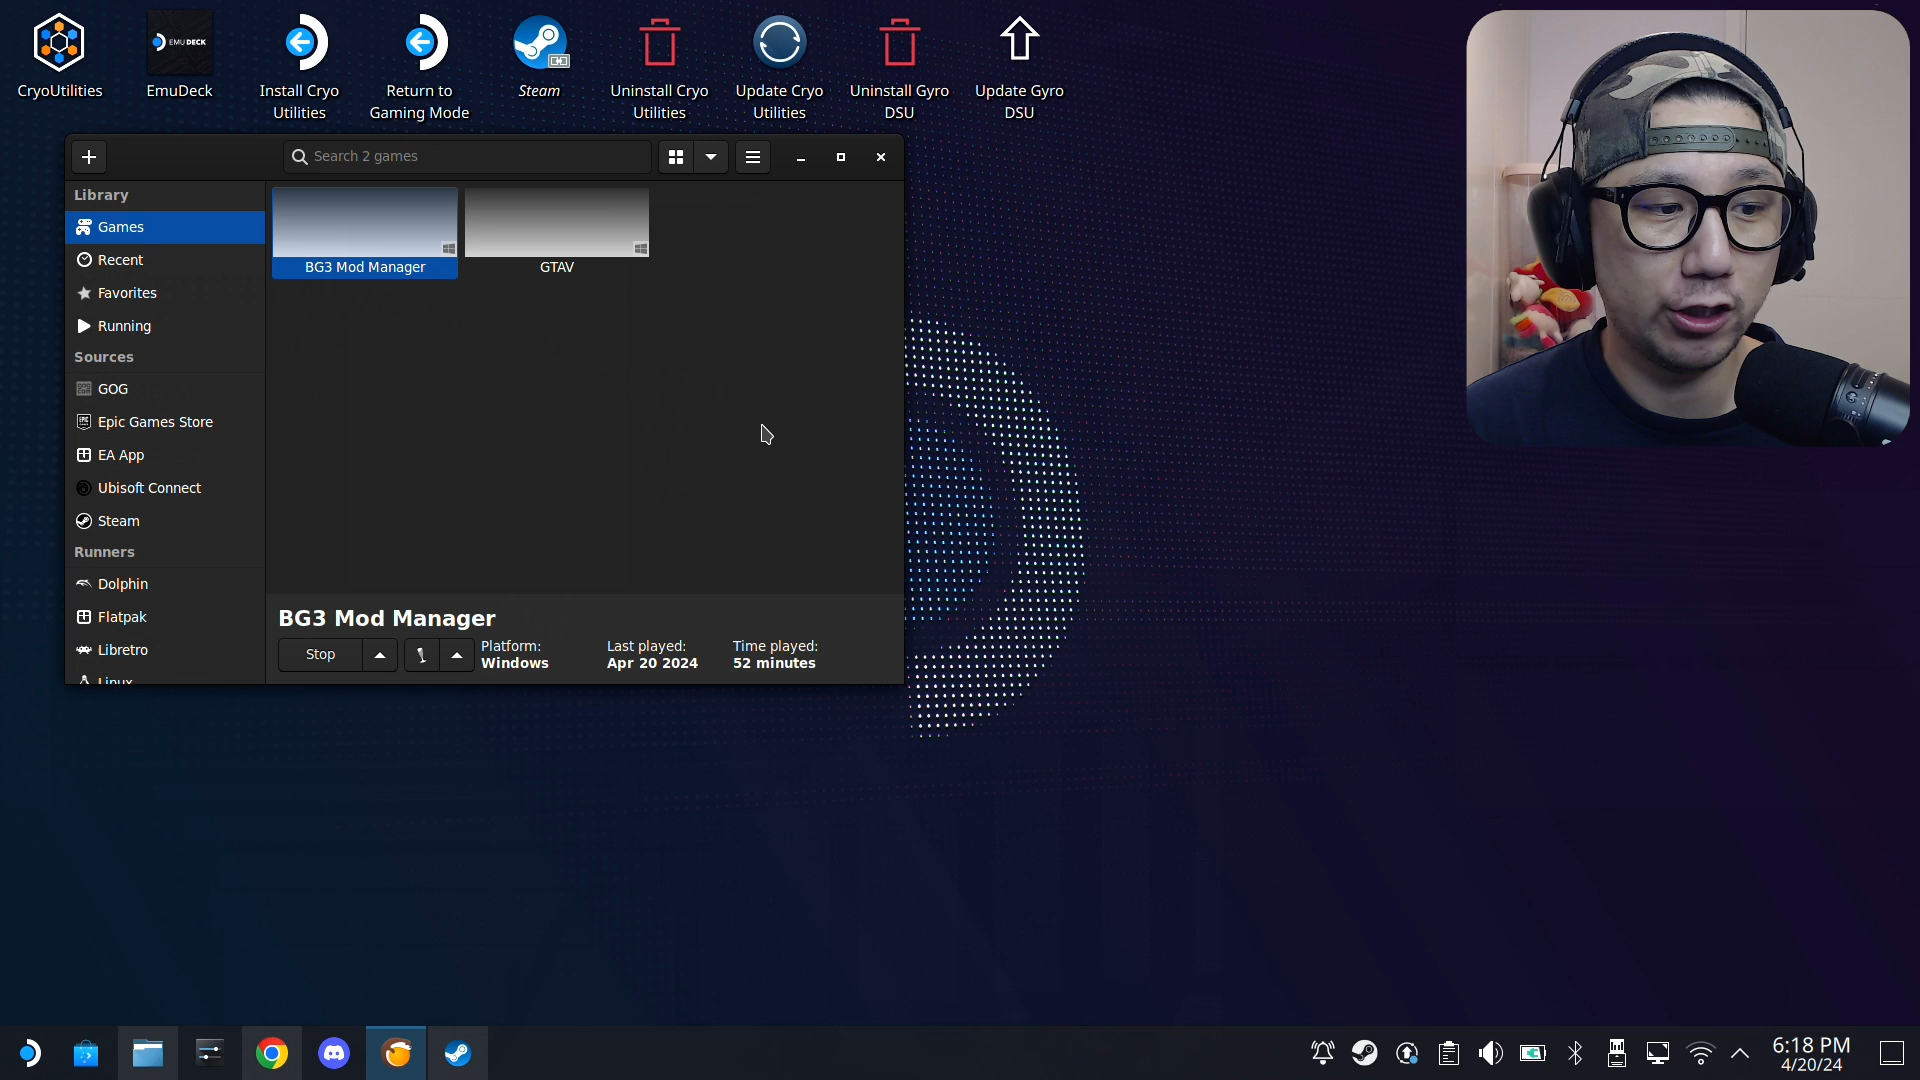 CryoUtilities
EMUDECK
EmuDeck
Install Cryo
Utilities
Return to
Gaming Mode
Steam
Uninstall Cryo
Utilities
Update Cryo
Utilities
Uninstall Gyro
DSU
Update Gyro
DSU
Search 2 games
Library
Games
Recent
Favorites
Running
Sources
GOG
Epic Games Store
EA App
Ubisoft Connect
Steam
Runners
Dolphin
Flatpak
Libretro
Linux
BG3 Mod Manager
GTAV
BG3 Mod Manager
Stop
Platform:
Windows
Last played:
Apr 20 2024
Time played:
52 minutes
6:18 PM
4/20/24